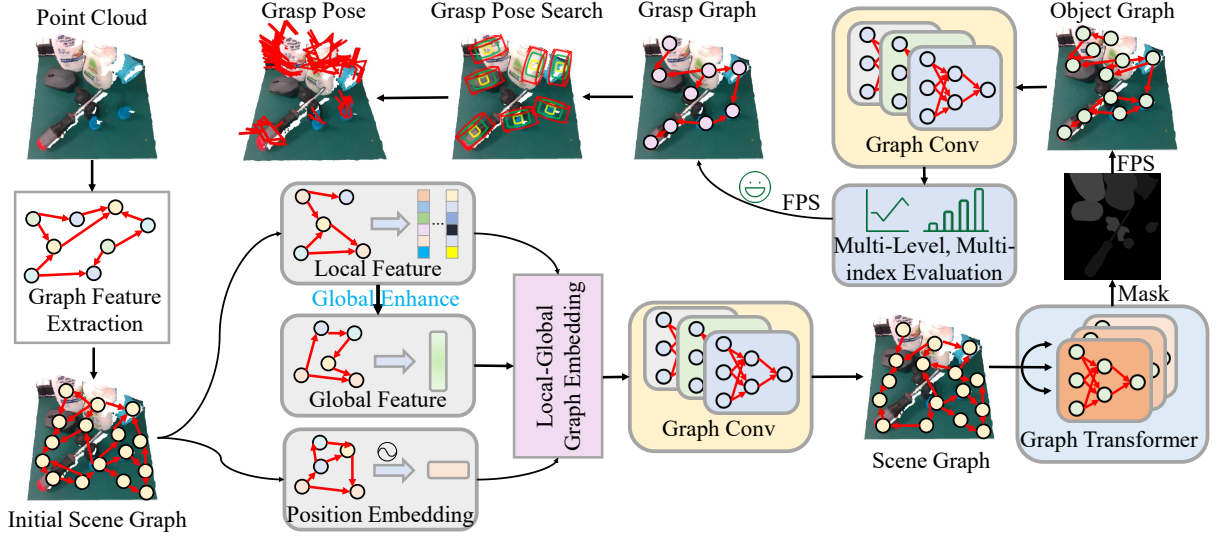 Point Cloud
Grasp Pose
Grasp Pose Search
Grasp Graph
Object Graph
Graph Conv
FPS
FPS
Multi-Level, Multi-
index Evaluation
Mask
Graph Feature
Extraction
Local Feature
Global Enhance
Global Feature
Local-Global
Graph Embedding
Graph Conv
Scene Graph
Graph Transformer
Initial Scene Graph
Position Embedding